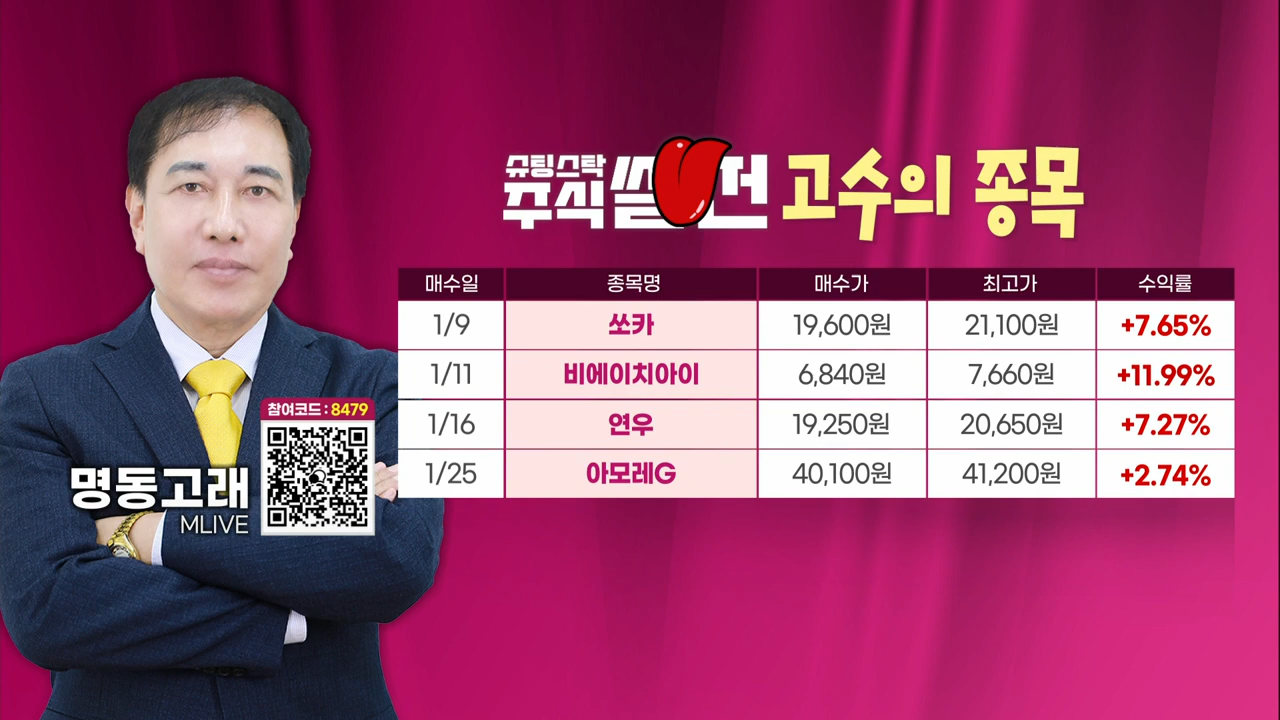 슈팅스탁
주식썰전 고수의 종목
매수일 종목명 매수가 최고가 수익률
1/9 쏘카 19,600원 21,100원 +7.65%
1/11 비에이치아이 6,840원 7,660원 +11.99%
1/16 연우 19,250원 20,650원 +7.27%
1/25 아모레G 40,100원 41,200원 +2.74%
참여코드 : 8479
명동고래
MLIVE